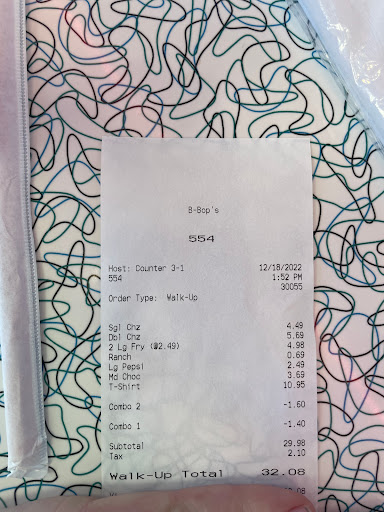 B-Bop's
554
Host: Counter 3-1 12/18/2022
554 1:52 PM
30055
Order Type: Walk-Up
Sgl Chz 4.49
Dbl Chz 5.69
2 Lg Fry (@2.49) 4.98
Ranch 0.69
Lg Pepsi 2.49
Md Choc 3.69
T-Shirt 10.95
Combo 2 -1.60
Combo 1 -1.40
Subtotal 29.98
Tax 2.10
Walk-Up Total 32.08